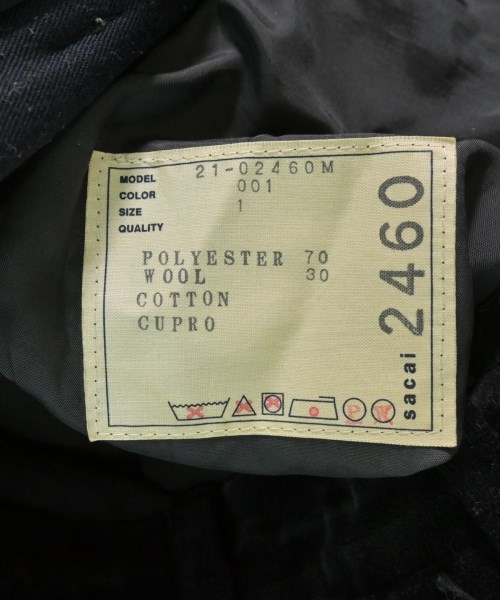 MODEL 21-02460M
COLOR 001
SIZE 1
QUALITY
POLYESTER 70
WOOL 30
COTTON
CUPRO
sacai 2460